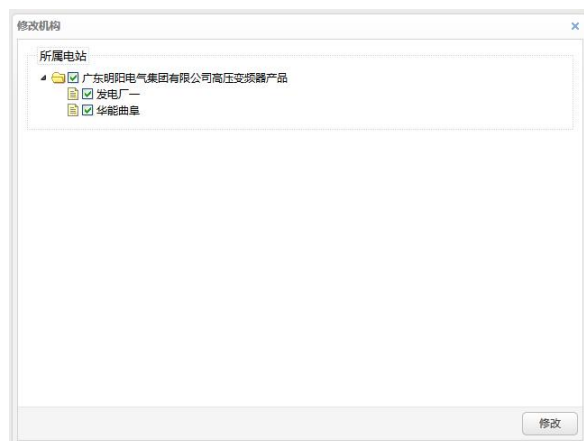 修改机构
所属电站
广东明阳电气集团有限公司高压变频器产品
发电厂一
华能曲阜
修改